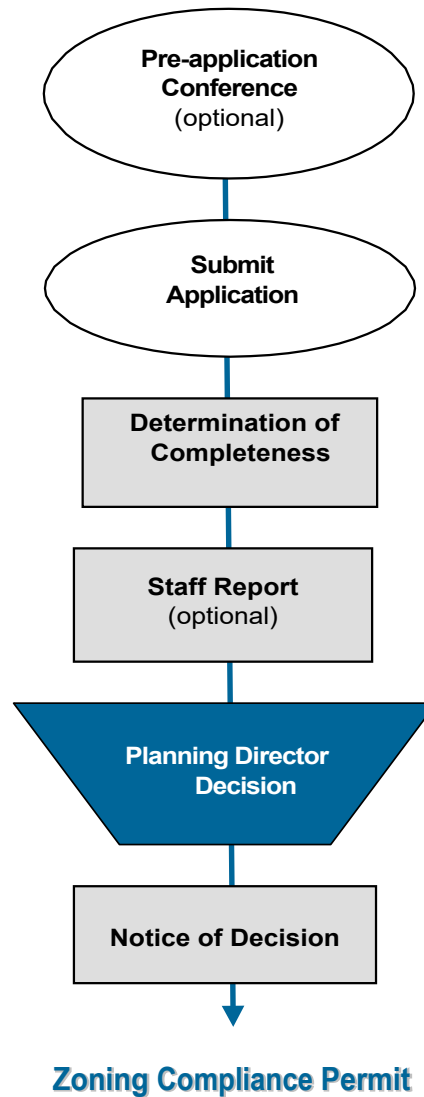 Pre-application
Conference
(optional)
Submit
Application
Determination of
Completeness
Staff Report
(optional)
Planning Director
Decision
Notice of Decision
Zoning Compliance Permit